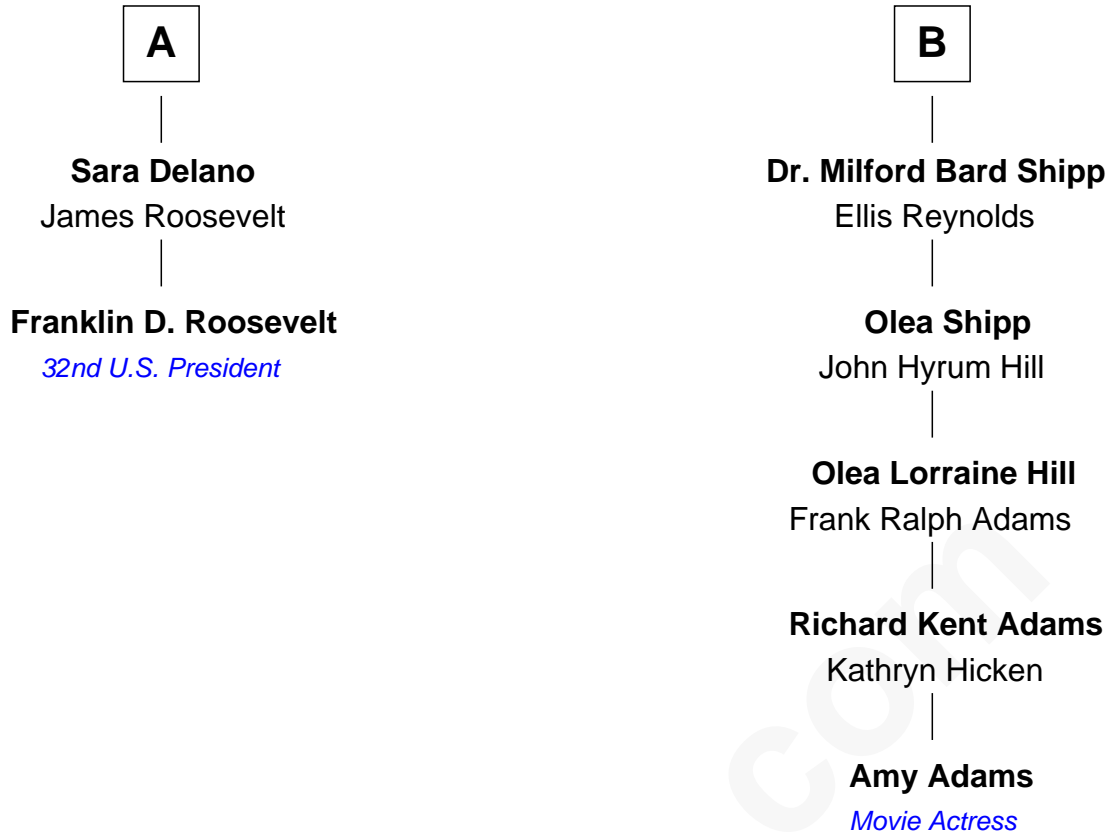 A
Sara Delano
James Roosevelt
Franklin D. Roosevelt
32nd U.S. President
B
Dr. Milford Bard Shipp
Ellis Reynolds
Olea Shipp
John Hyrum Hill
Olea Lorraine Hill
Frank Ralph Adams
Richard Kent Adams
Kathryn Hicken
Amy Adams
Movie Actress
com